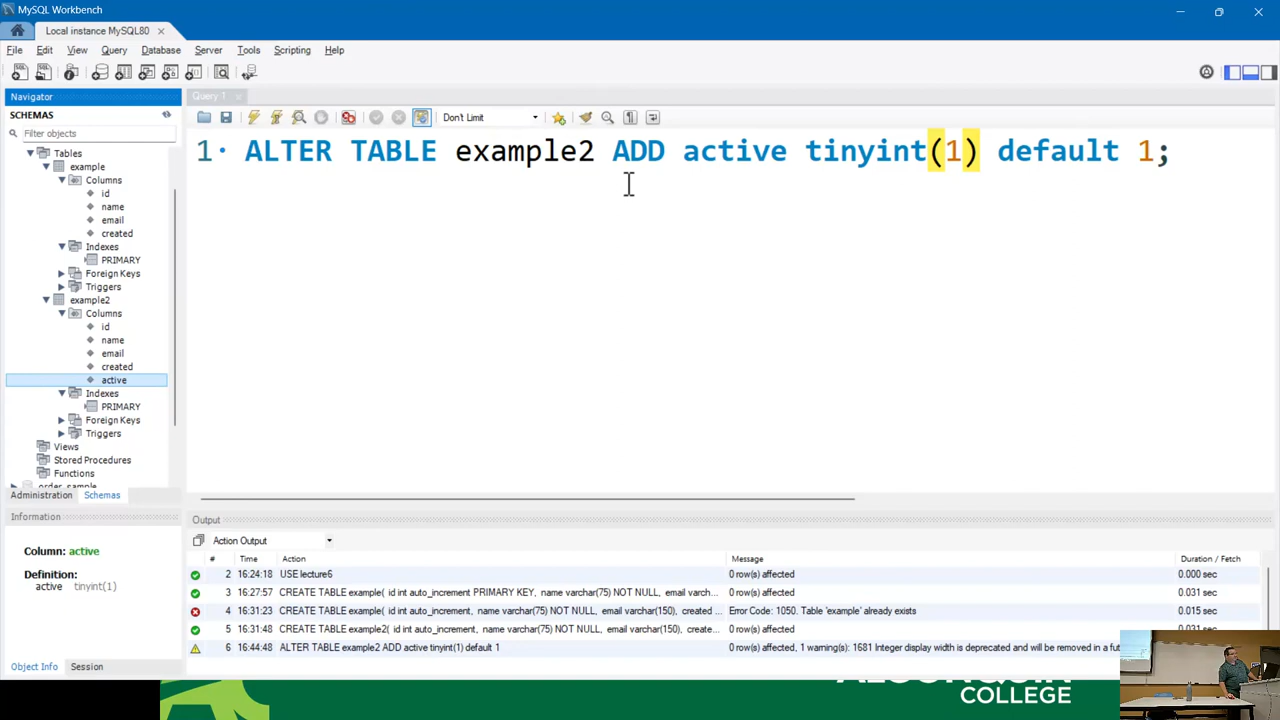 MySQL Workbench
Local instance MySQL80
File Edit View Query Database Server Tools Scripting Help
Navigator
Query 1
SCHEMAS
Don't Limit
Filter objects
Tables
example
Columns
id
name
email
created
Indexes
PRIMARY
Foreign Keys
Triggers
example2
Columns
id
name
email
created
active
Indexes
PRIMARY
Foreign Keys
Triggers
Views
Stored Procedures
Functions
order_sample
Administration Schemas
1 ALTER TABLE example2 ADD active tinyint(1) default 1;
Information
Column: active
Definition:
active tinyint(1)
Object Info Session
Output
Action Output
# Time Action Message Duration / Fetch
2 16:24:18 USE lecture6 0 row(s) affected 0.000 sec
3 16:27:57 CREATE TABLE example( id int auto_increment PRIMARY KEY, name varchar(75) NOT NULL, email varch... 0 row(s) affected 0.031 sec
4 16:31:23 CREATE TABLE example( id int auto_increment, name varchar(75) NOT NULL, email varchar(150), created ... Error Code: 1050. Table 'example' already exists 0.015 sec
5 16:31:48 CREATE TABLE example2( id int auto_increment, name varchar(75) NOT NULL, email varchar(150), create... 0 row(s) affected 0.031 sec
6 16:44:48 ALTER TABLE example2 ADD active tinyint(1) default 1 0 row(s) affected, 1 warning(s): 1681 Integer display width is deprecated and will be removed in a fut
ALGONQUIN
COLLEGE